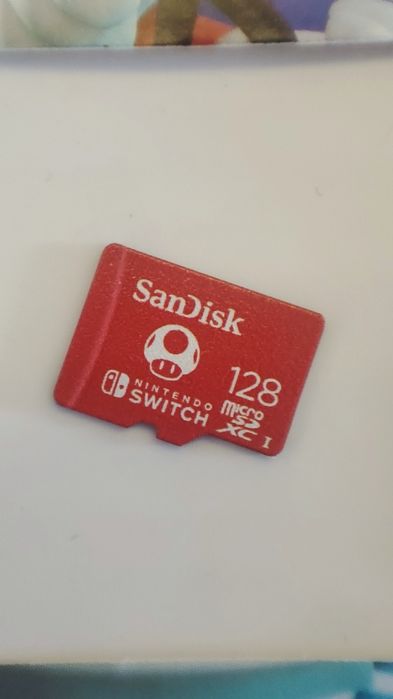 SanDisk
128
NINTENDO
SWITCH
micro
SD
XC I